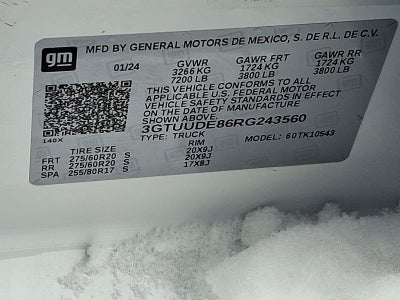 gm
MFD BY GENERAL MOTORS DE MEXICO, S. DE R.L. DE C.V.
01/24 GVWR GAWR FRT GAWR RR
3266 KG 1724 KG 1724 KG
7200 LB 3800 LB 3800 LB
THIS VEHICLE CONFORMS TO ALL
APPLICABLE U.S. FEDERAL MOTOR
VEHICLE SAFETY STANDARDS IN EFFECT
ON THE DATE OF MANUFACTURE
SHOWN ABOVE.
3GTUUDE86RG243560
TYPE: TRUCK MODEL: 60TK10543
140X
TIRE SIZE RIM
FRT 275/60R20 S 20X9J
RR 275/60R20 S 20X9J
SPA 255/80R17 S 17X8J